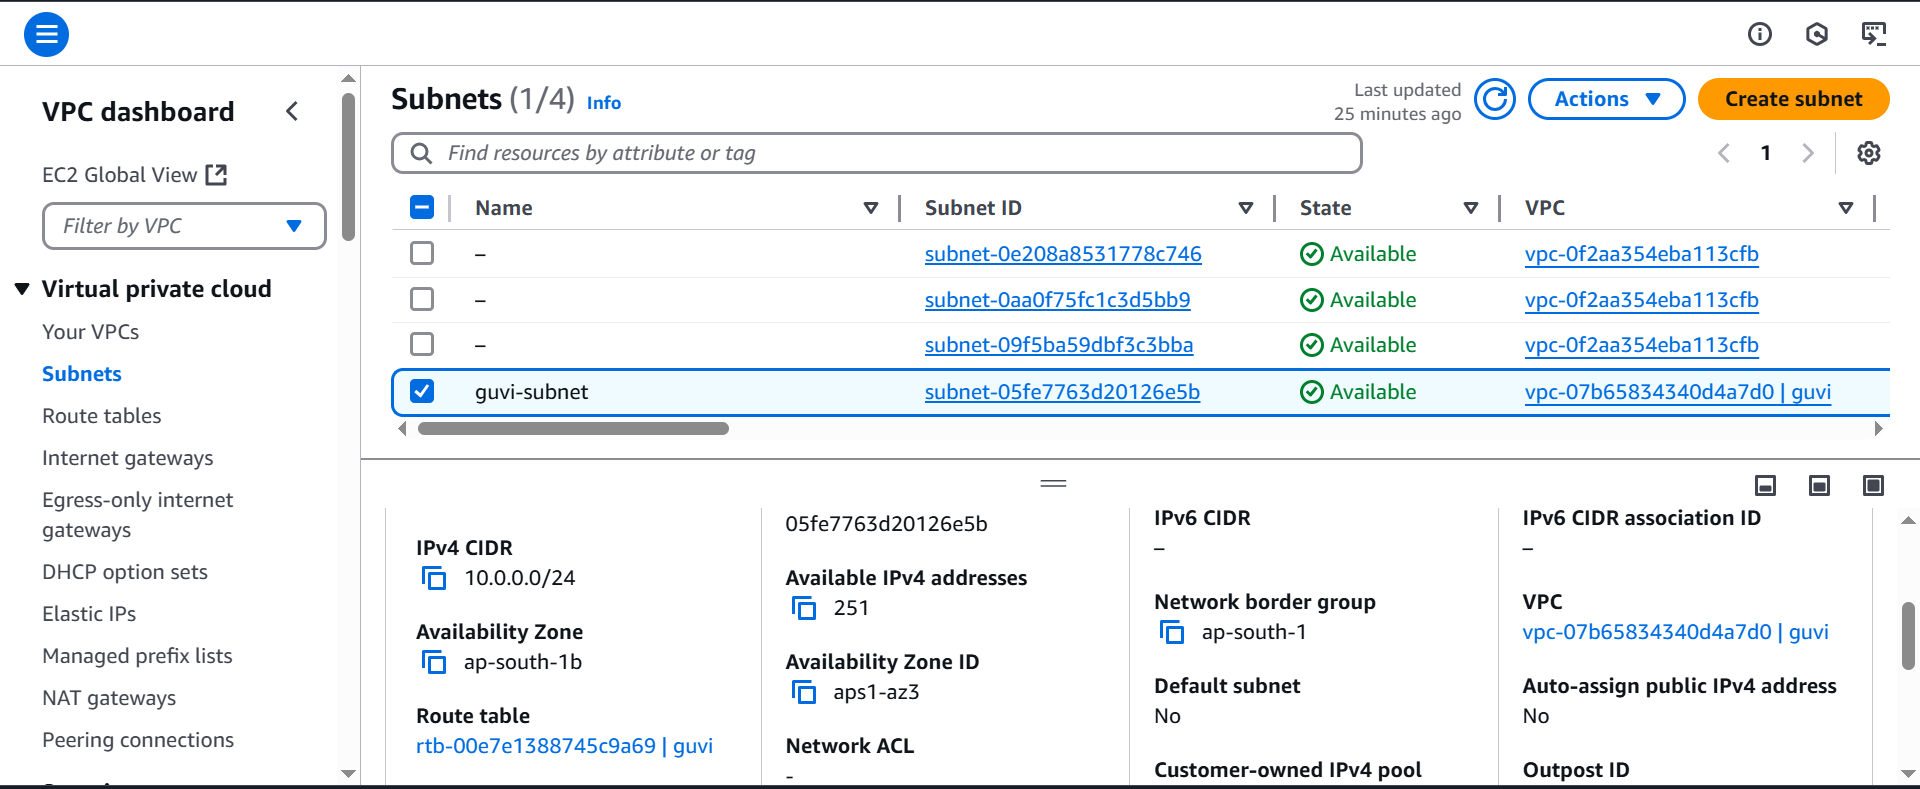 VPC dashboard
EC2 Global View
Filter by VPC
Virtual private cloud
Your VPCs
Subnets
Route tables
Internet gateways
Egress-only internet
gateways
DHCP option sets
Elastic IPs
Managed prefix lists
NAT gateways
Peering connections
Subnets (1/4) Info
Last updated
25 minutes ago
Actions
Create subnet
Find resources by attribute or tag
1
Name Subnet ID State VPC
– subnet-0e208a8531778c746 Available vpc-0f2aa354eba113cfb
– subnet-0aa0f75fc1c3d5bb9 Available vpc-0f2aa354eba113cfb
– subnet-09f5ba59dbf3c3bba Available vpc-0f2aa354eba113cfb
guvi-subnet subnet-05fe7763d20126e5b Available vpc-07b65834340d4a7d0 | guvi
IPv4 CIDR
10.0.0.0/24
Availability Zone
ap-south-1b
Route table
rtb-00e7e1388745c9a69 | guvi
05fe7763d20126e5b
Available IPv4 addresses
251
Availability Zone ID
aps1-az3
Network ACL
-
IPv6 CIDR
–
Network border group
ap-south-1
Default subnet
No
Customer-owned IPv4 pool
IPv6 CIDR association ID
–
VPC
vpc-07b65834340d4a7d0 | guvi
Auto-assign public IPv4 address
No
Outpost ID